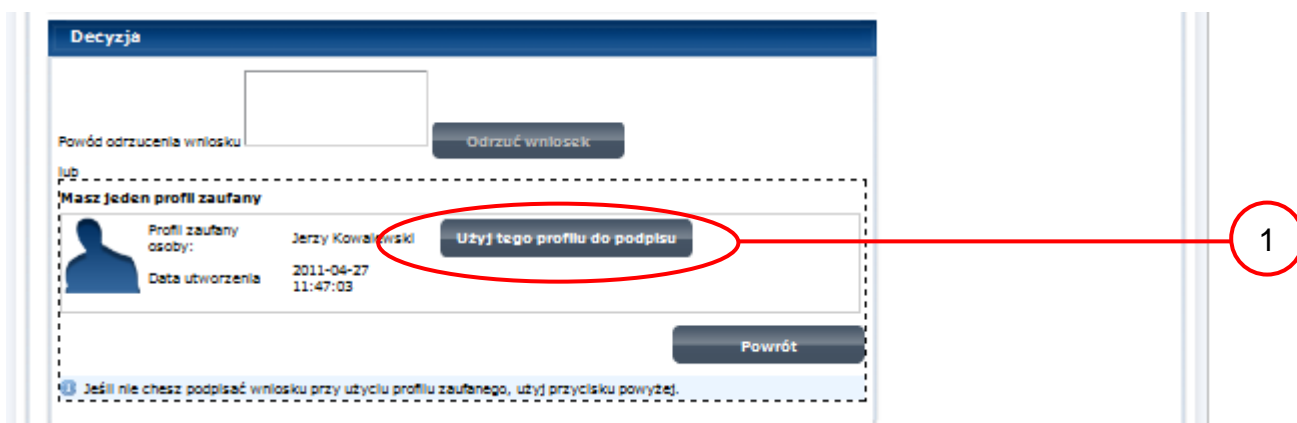 Decyzja
Powód odrzucenia wniosku
Odrzuć wniosek
lub
Masz jeden profil zaufany
Profil zaufany osoby:
Jerzy Kowalewski
Użyj tego profilu do podpisu
1
Data utworzenia
2011-04-27
11:47:03
Powrót
Jeśli nie chesz podpisać wniosku przy użyciu profilu zaufanego, użyj przycisku powyżej.